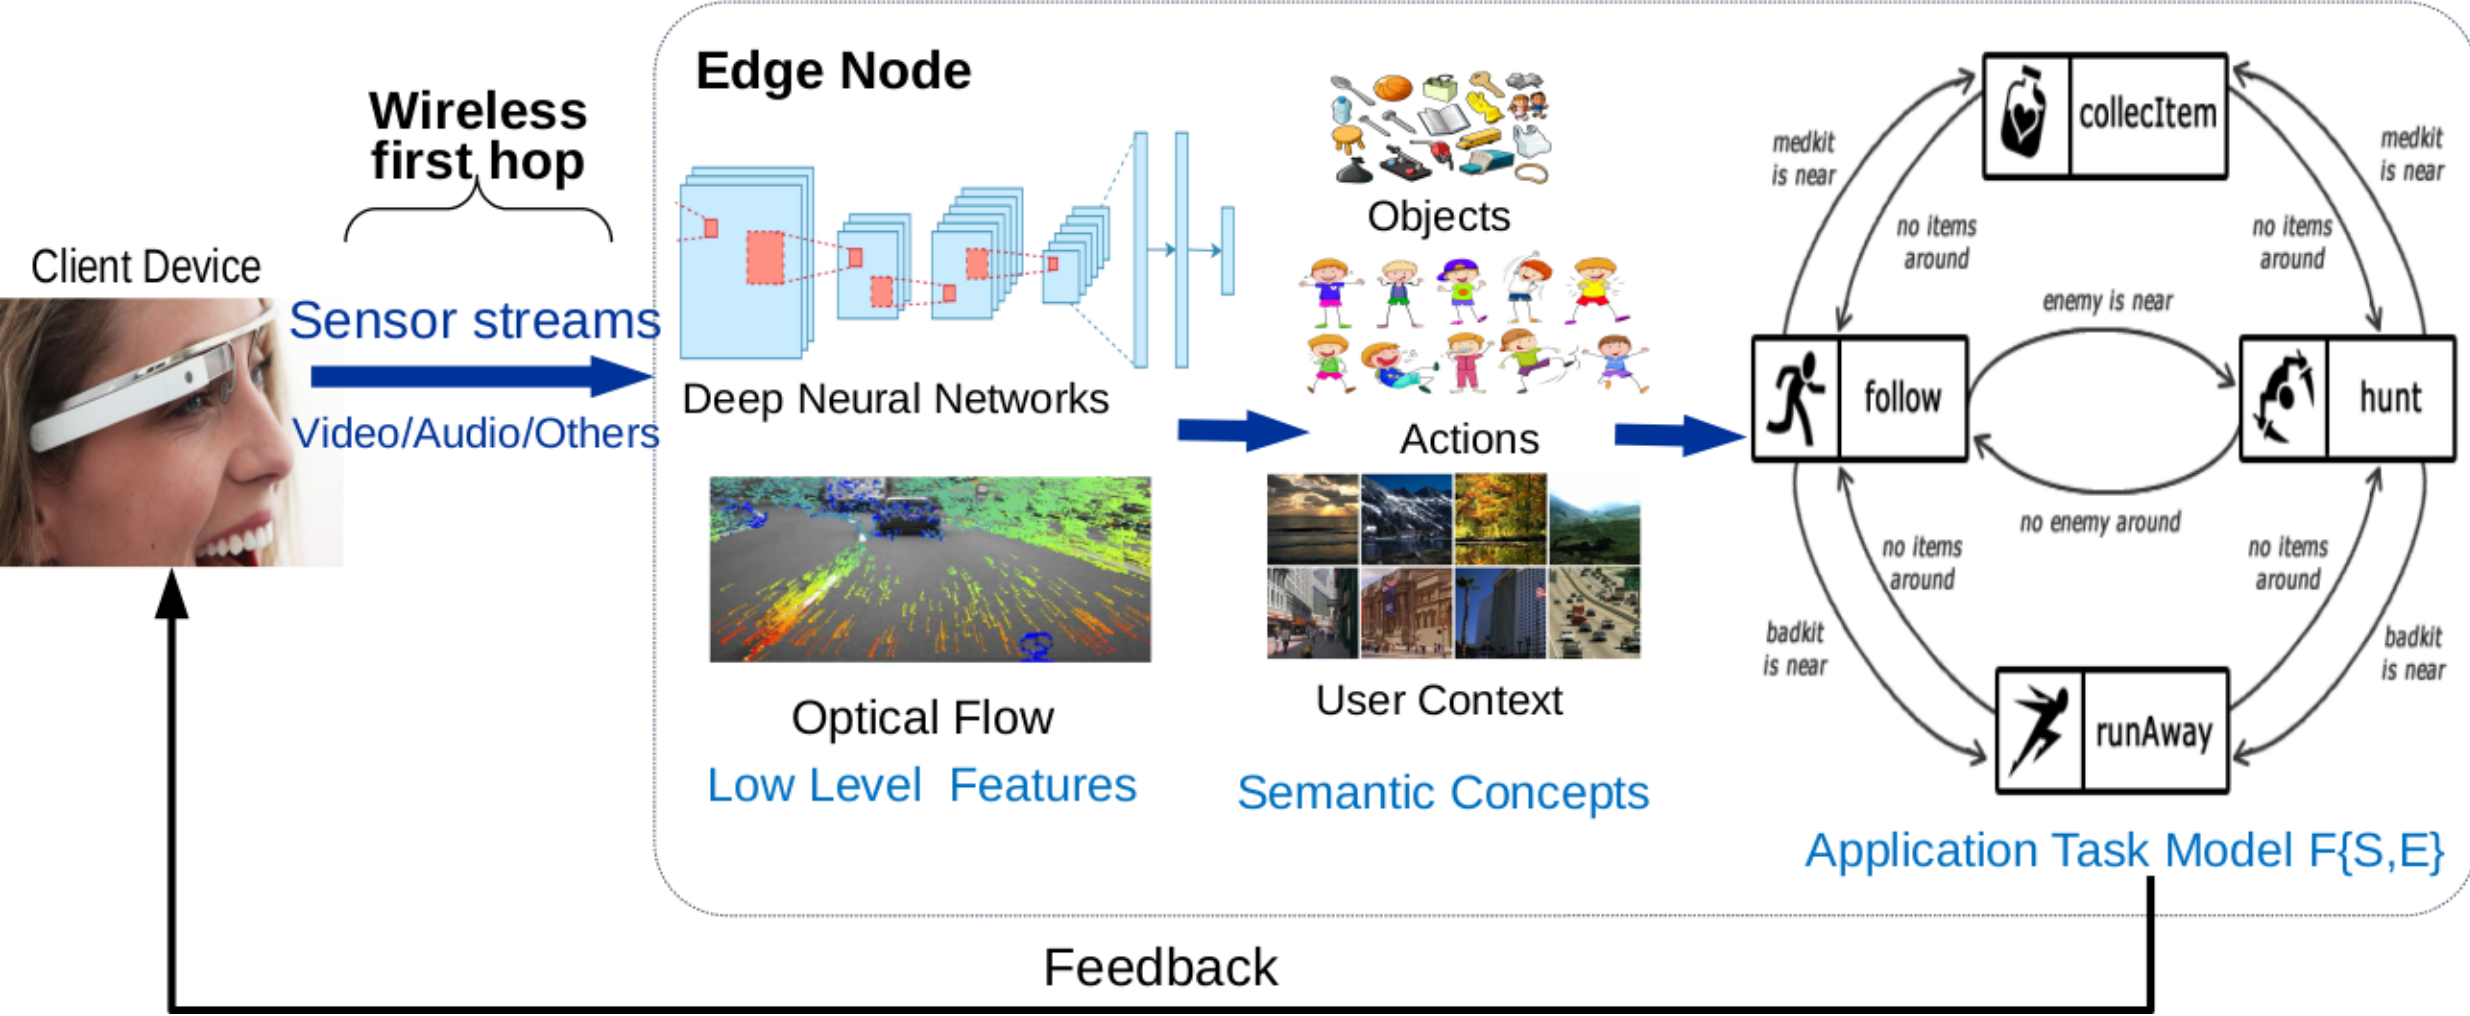 Edge Node
Wireless
first hop
Client Device
Sensor streams
Video/Audio/Others
Deep Neural Networks
Optical Flow
Low Level  Features
Objects
Actions
User Context
Semantic Concepts
collecItem
medkit
is near
medkit
is near
no items
around
no items
around
enemy is near
follow
hunt
no enemy around
no items
around
no items
around
badkit
is near
badkit
is near
runAway
Application Task Model F{S,E}
Feedback